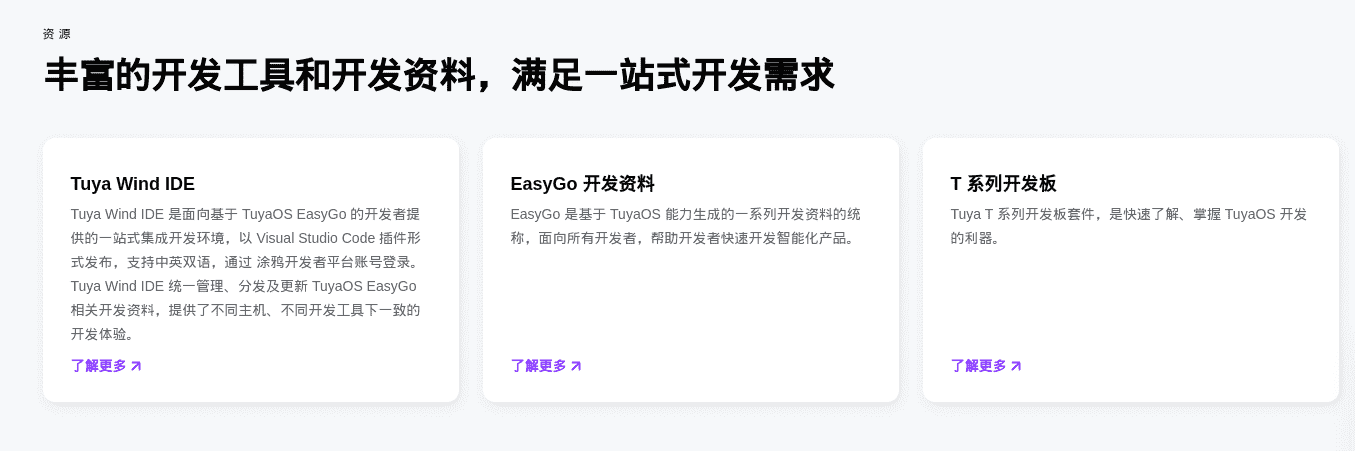 资源
丰富的开发工具和开发资料，满足一站式开发需求
Tuya Wind IDE
Tuya Wind IDE 是面向基于 TuyaOS EasyGo 的开发者提
供的一站式集成开发环境，以 Visual Studio Code 插件形
式发布，支持中英双语，通过 涂鸦开发者平台账号登录。
Tuya Wind IDE 统一管理、分发及更新 TuyaOS EasyGo
相关开发资料，提供了不同主机、不同开发工具下一致的
开发体验。
了解更多
EasyGo 开发资料
EasyGo 是基于 TuyaOS 能力生成的一系列开发资料的统
称，面向所有开发者，帮助开发者快速开发智能化产品。
了解更多
T 系列开发板
Tuya T 系列开发板套件，是快速了解、掌握 TuyaOS 开发
的利器。
了解更多